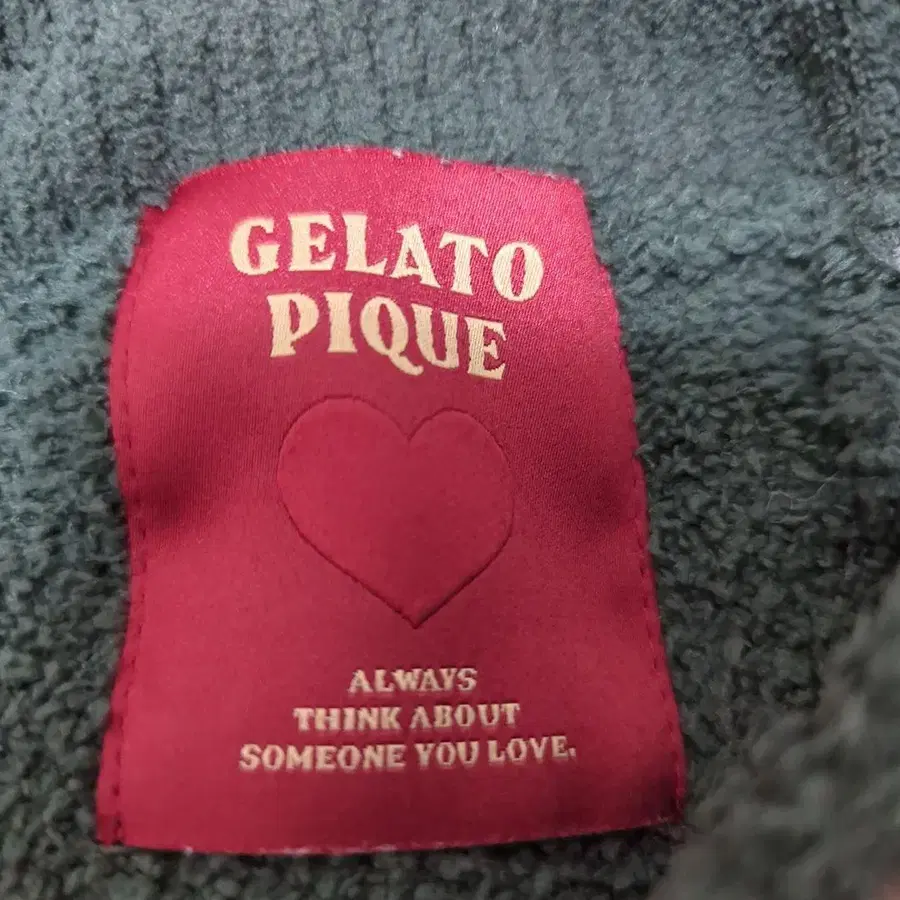 GELATO
PIQUE
ALWAYS
THINK ABOUT
SOMEONE YOU LOVE.